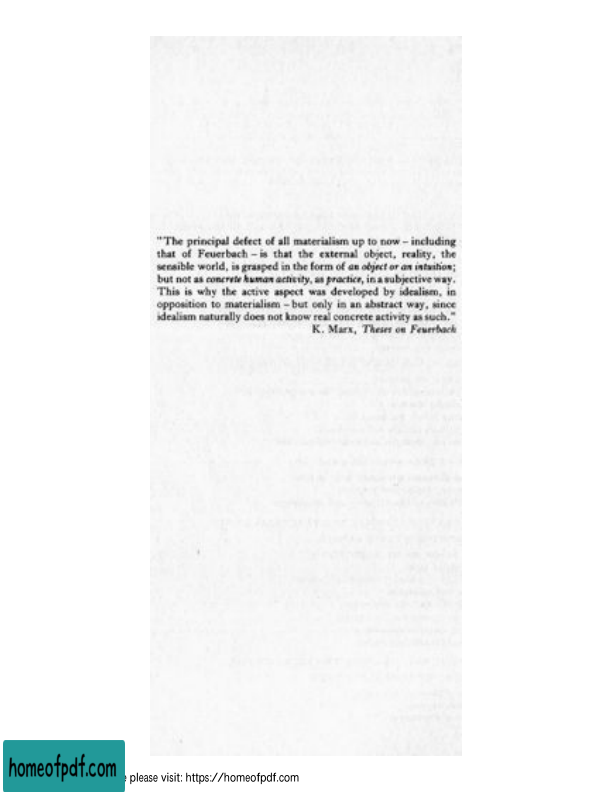 "The principal defect of all materialism up to now – including
that of Feuerbach – is that the external object, reality, the
sensible world, is grasped in the form of an object or an intuition;
but not as concrete human activity, as practice, in a subjective way.
This is why the active aspect was developed by idealism, in
opposition to materialism – but only in an abstract way, since
idealism naturally does not know real concrete activity as such."
K. Marx, Theses on Feuerbach
homeofpdf.com
please visit: https://homeofpdf.com